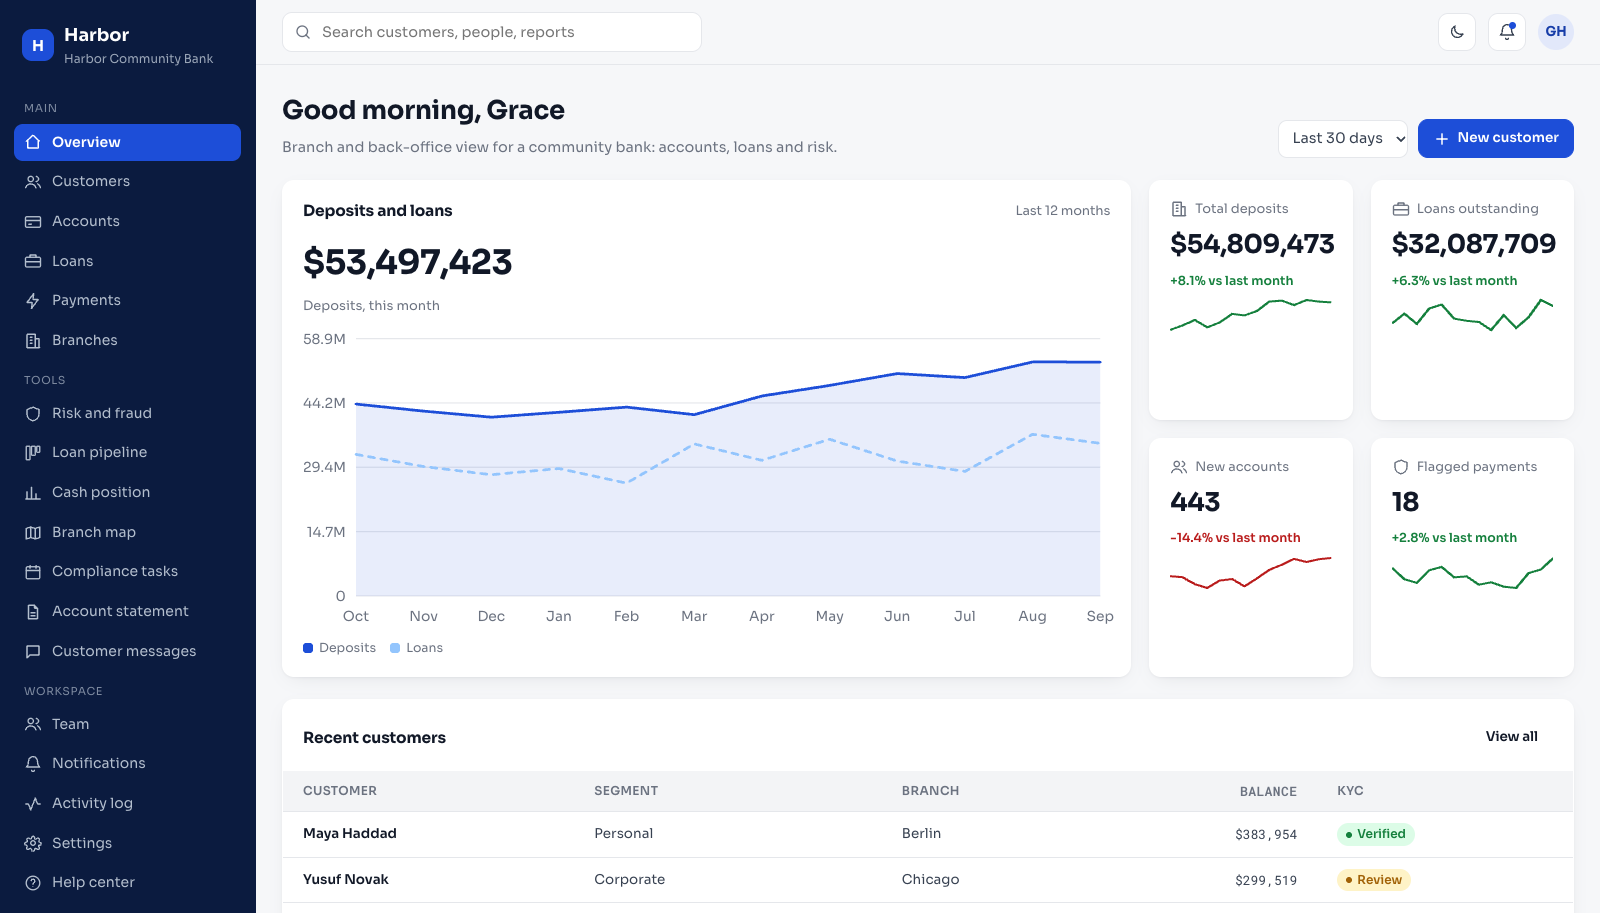 H
Harbor
Harbor Community Bank
MAIN
Overview
Customers
Accounts
Loans
Payments
Branches
TOOLS
Risk and fraud
Loan pipeline
Cash position
Branch map
Compliance tasks
Account statement
Customer messages
WORKSPACE
Team
Notifications
Activity log
Settings
Help center
Search customers, people, reports
GH
Good morning, Grace
Branch and back-office view for a community bank: accounts, loans and risk.
Last 30 days
New customer
Deposits and loans
Last 12 months
$53,497,423
Deposits, this month
58.9M
44.2M
29.4M
14.7M
0
Oct Nov Dec Jan Feb Mar Apr May Jun Jul Aug Sep
Deposits Loans
Total deposits
$54,809,473
+8.1% vs last month
Loans outstanding
$32,087,709
+6.3% vs last month
New accounts
443
-14.4% vs last month
Flagged payments
18
+2.8% vs last month
Recent customers
View all
CUSTOMER SEGMENT BRANCH BALANCE KYC
Maya Haddad Personal Berlin $383,954 Verified
Yusuf Novak Corporate Chicago $299,519 Review